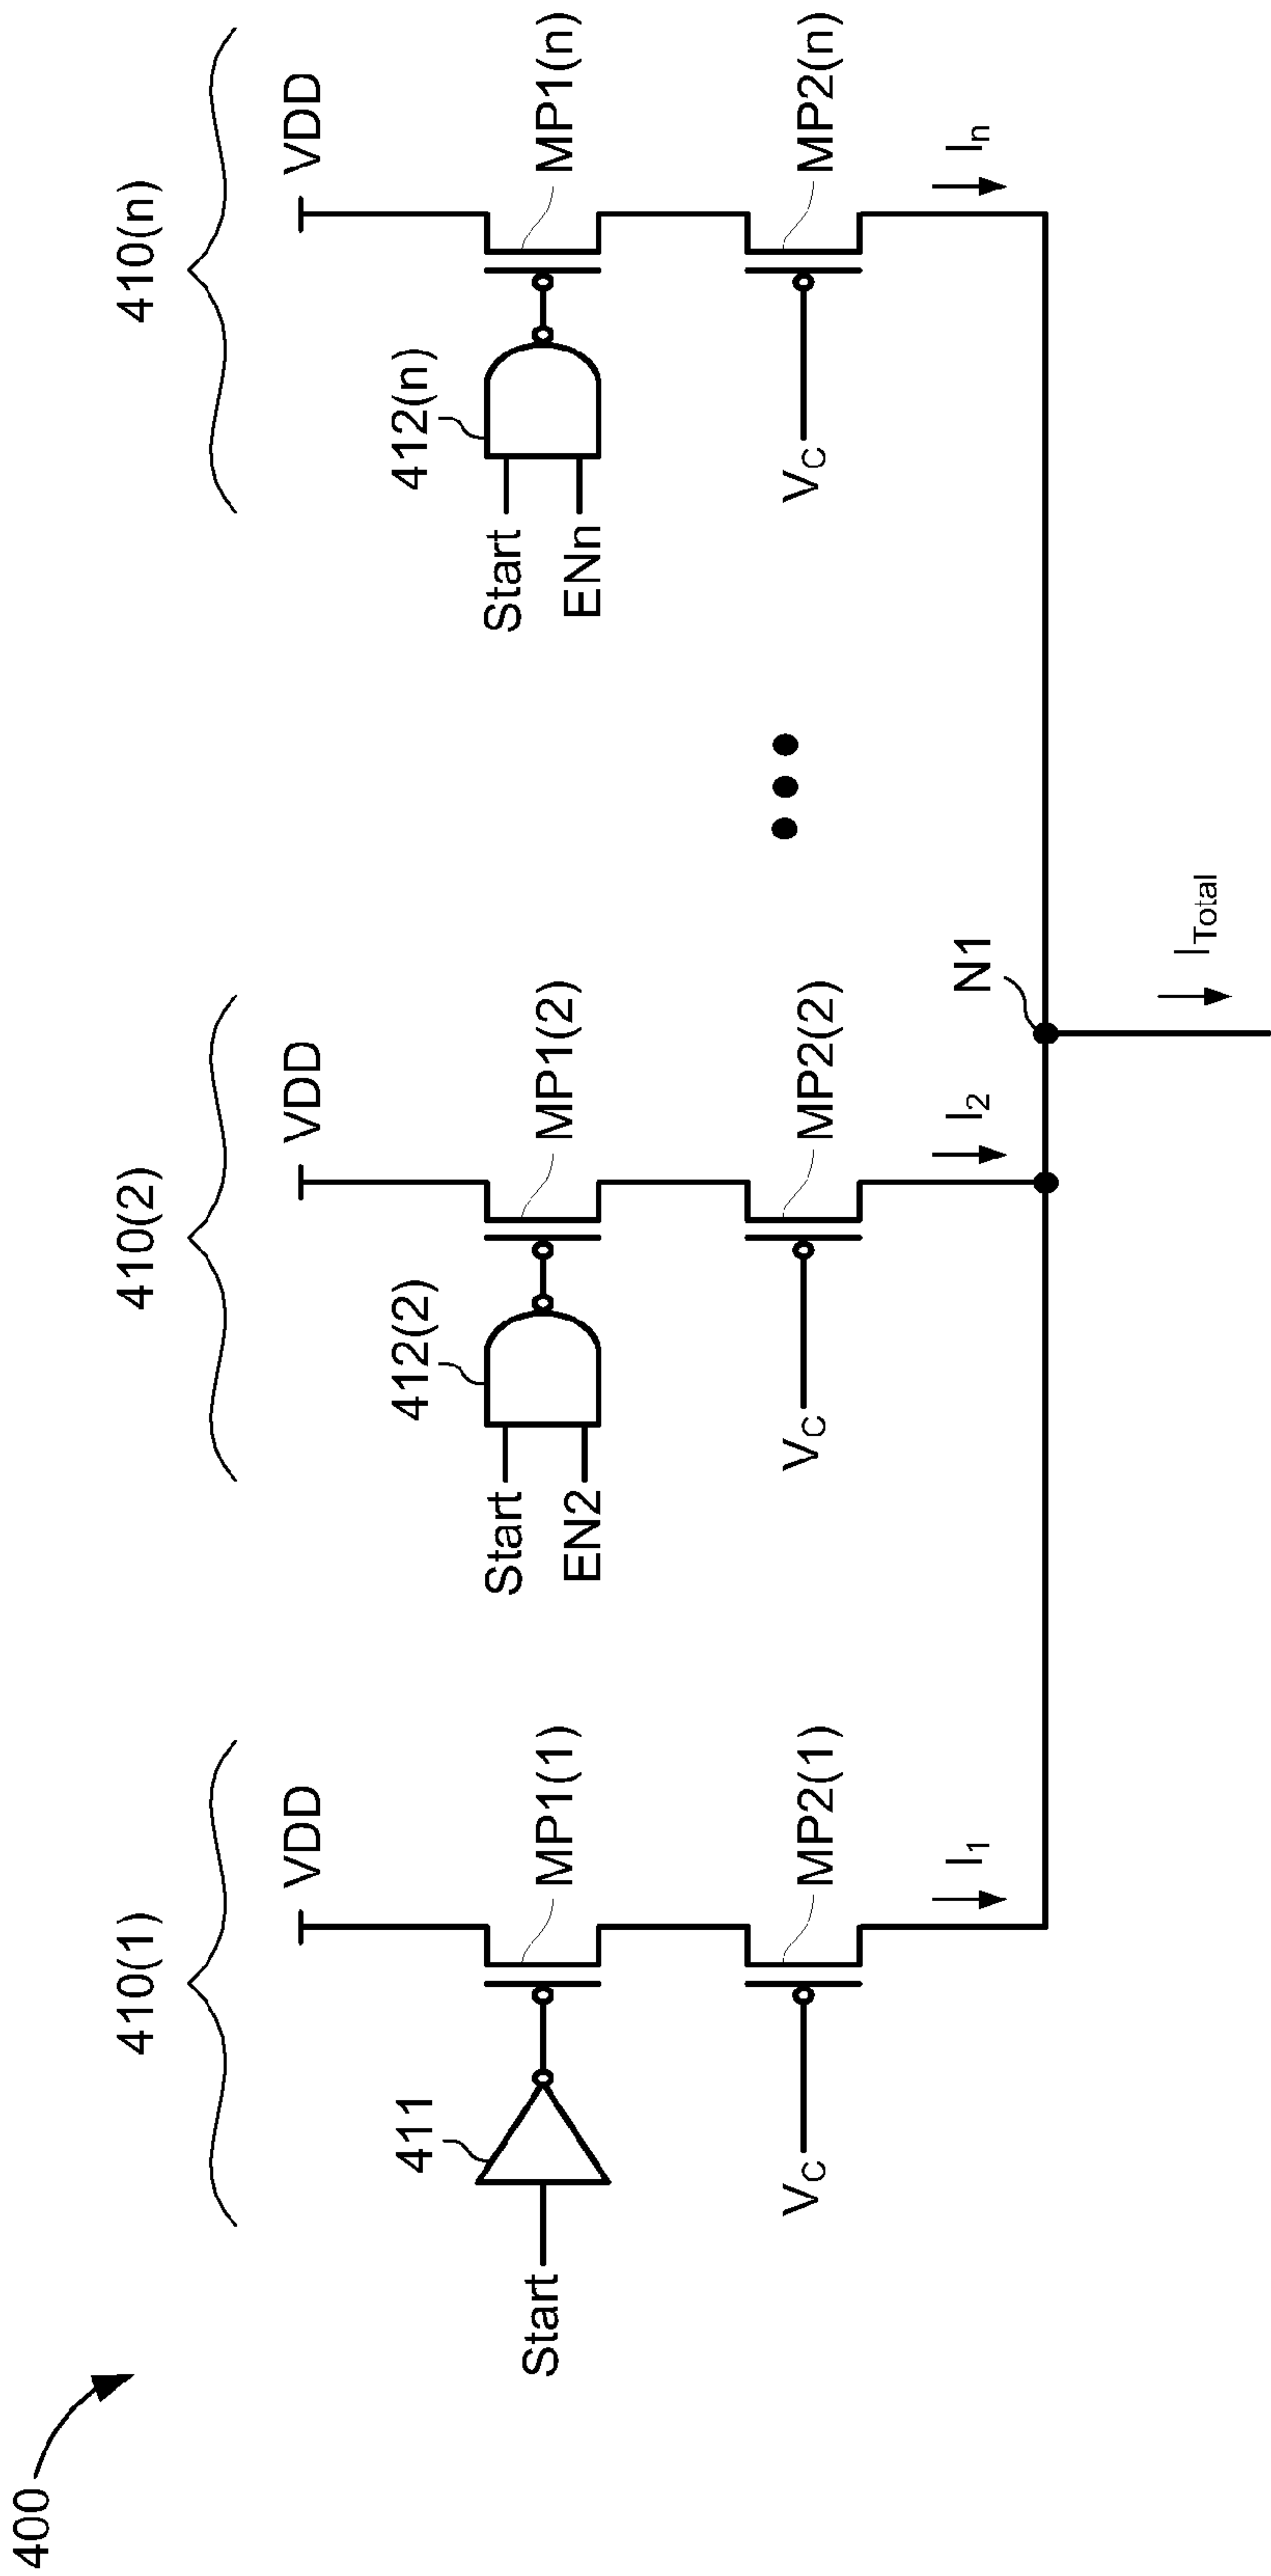 400
410(1)
410(2)
410(n)
VDD
VDD
VDD
411
412(2)
412(n)
Start
Start
EN2
Start
ENn
MP1(1)
MP1(2)
MP1(n)
VC
VC
VC
MP2(1)
MP2(2)
MP2(n)
I1
I2
In
N1
ITotal